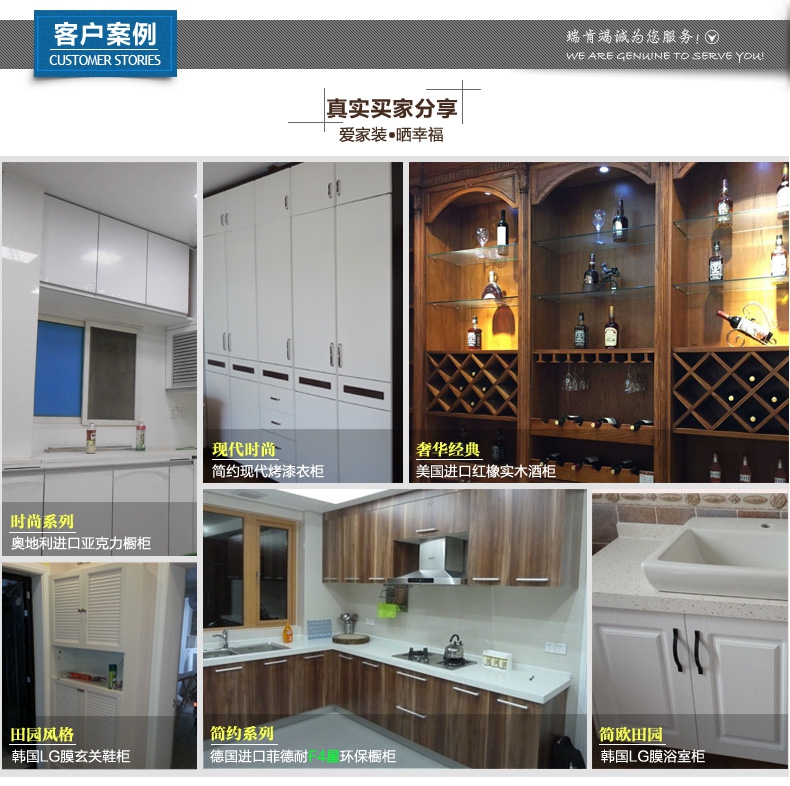 客户案例
CUSTOMER STORIES
瑞肯竭诚为您服务!
WE ARE GENUINE TO SERVE YOU!
真实买家分享
爱家装●晒幸福
时尚系列
奥地利进口亚克力橱柜
现代时尚
简约现代烤漆衣柜
奢华经典
美国进口红橡实木酒柜
田园风格
韩国LG膜玄关鞋柜
简约系列
德国进口菲德耐F4星环保橱柜
简欧田园
韩国LG膜浴室柜